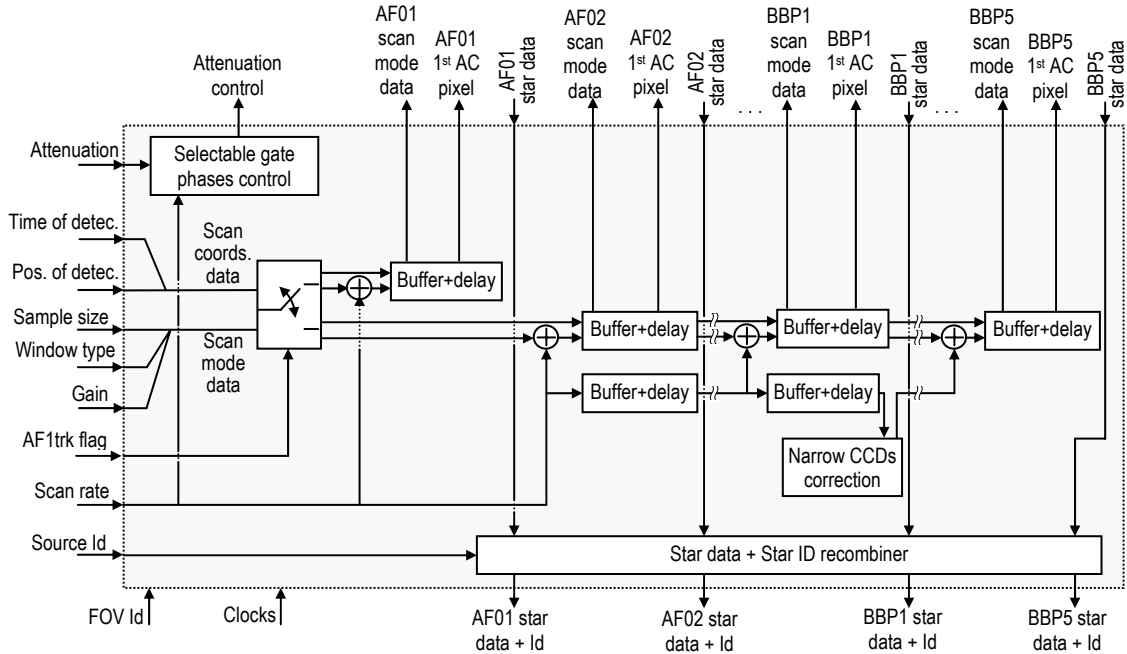 AF01
scan
mode
data
AF01
1st AC
pixel
AF01
star data
AF02
scan
mode
data
AF02
1st AC
pixel
AF02
star data
. . .
BBP1
scan
mode
data
BBP1
1st AC
pixel
BBP1
star data
. . .
BBP5
scan
mode
data
BBP5
1st AC
pixel
BBP5
star data
Attenuation
control
Attenuation
Selectable gate
phases control
Time of detec.
Scan
coords.
data
Pos. of detec.
Buffer+delay
Sample size
Buffer+delay
Buffer+delay
Buffer+delay
Window type
Scan
mode
data
Gain
Buffer+delay
Buffer+delay
AF1trk flag
Narrow CCDs
correction
Scan rate
Source Id
Star data + Star ID recombiner
FOV Id
Clocks
AF01 star
data + Id
AF02 star
data + Id
BBP1 star
data + Id
BBP5 star
data + Id